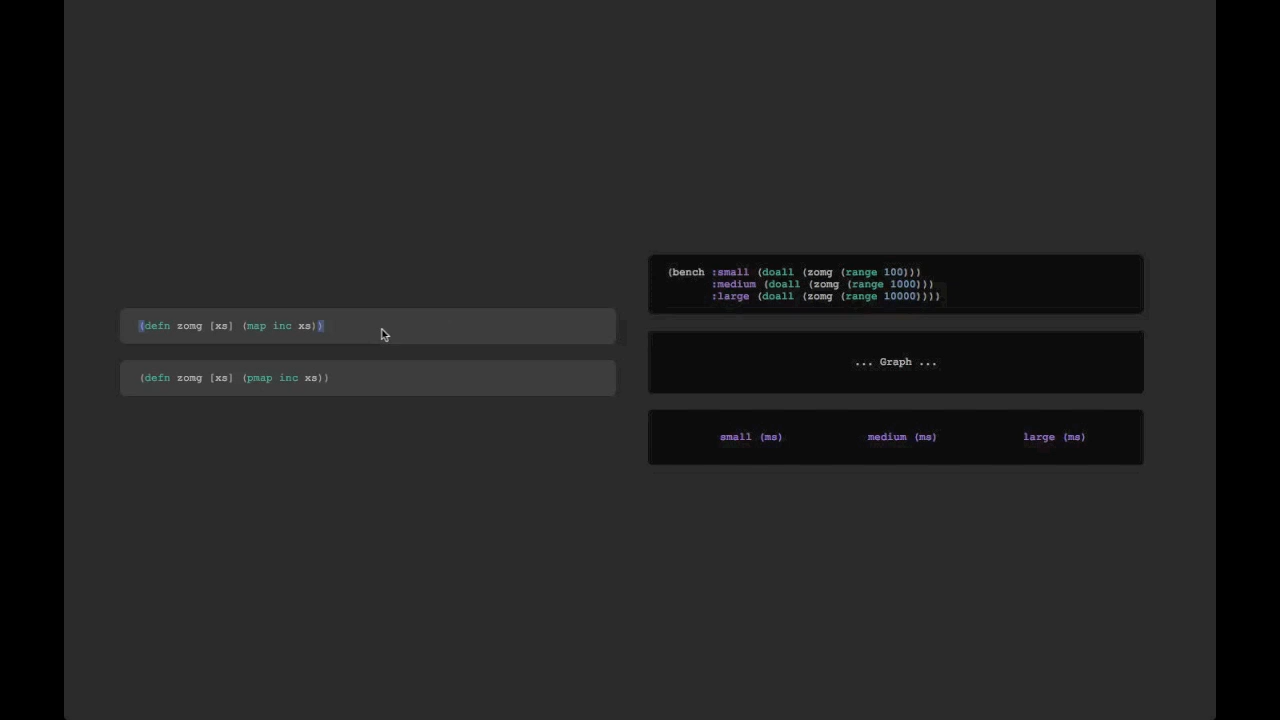 (defn zomg [xs] (map inc xs))
(defn zomg [xs] (pmap inc xs))
(bench :small (doall (zomg (range 100)))
:medium (doall (zomg (range 1000)))
:large (doall (zomg (range 10000))))
... Graph ...
small (ms) medium (ms) large (ms)